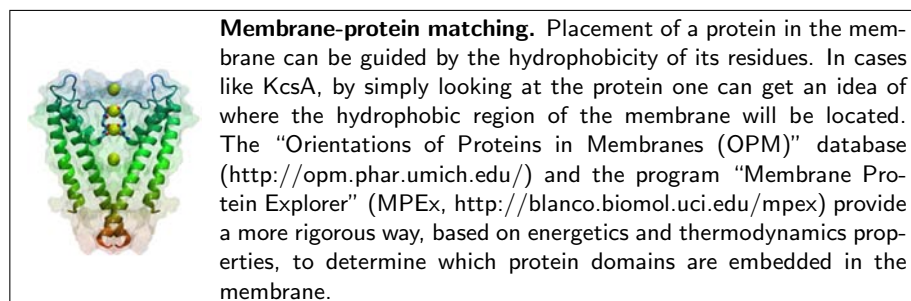 Membrane-protein matching. Placement of a protein in the mem-
brane can be guided by the hydrophobicity of its residues. In cases
like KcsA, by simply looking at the protein one can get an idea of
where the hydrophobic region of the membrane will be located.
The “Orientations of Proteins in Membranes (OPM)” database
(http://opm.phar.umich.edu/) and the program “Membrane Pro-
tein Explorer” (MPEx, http://blanco.biomol.uci.edu/mpex) provide
a more rigorous way, based on energetics and thermodynamics prop-
erties, to determine which protein domains are embedded in the
membrane.